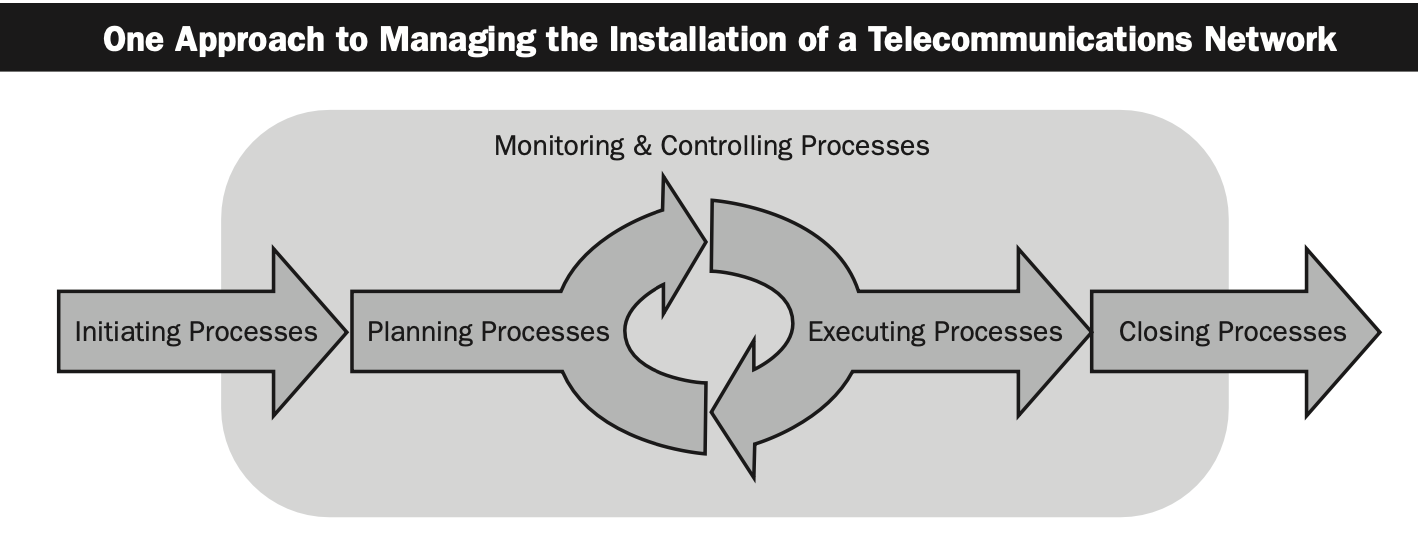 One Approach to Managing the Installation of a Telecommunications Network
Monitoring & Controlling Processes
Initiating Processes
Planning Processes
Executing Processes
Closing Processes